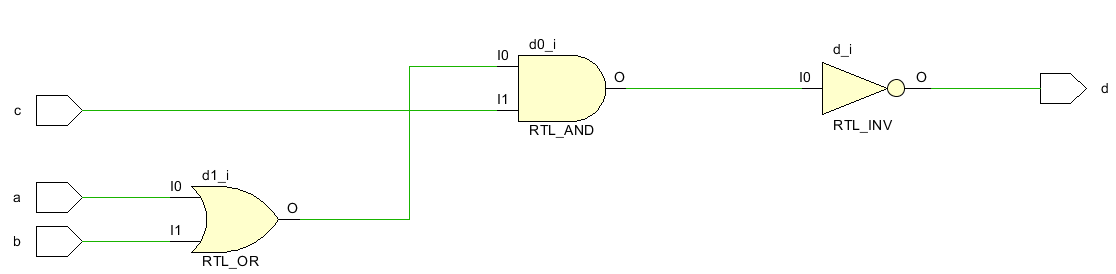 d0_i
I0
I1
O
RTL_AND
d_i
I0
O
RTL_INV
d
c
d1_i
a
I0
b
I1
O
RTL_OR